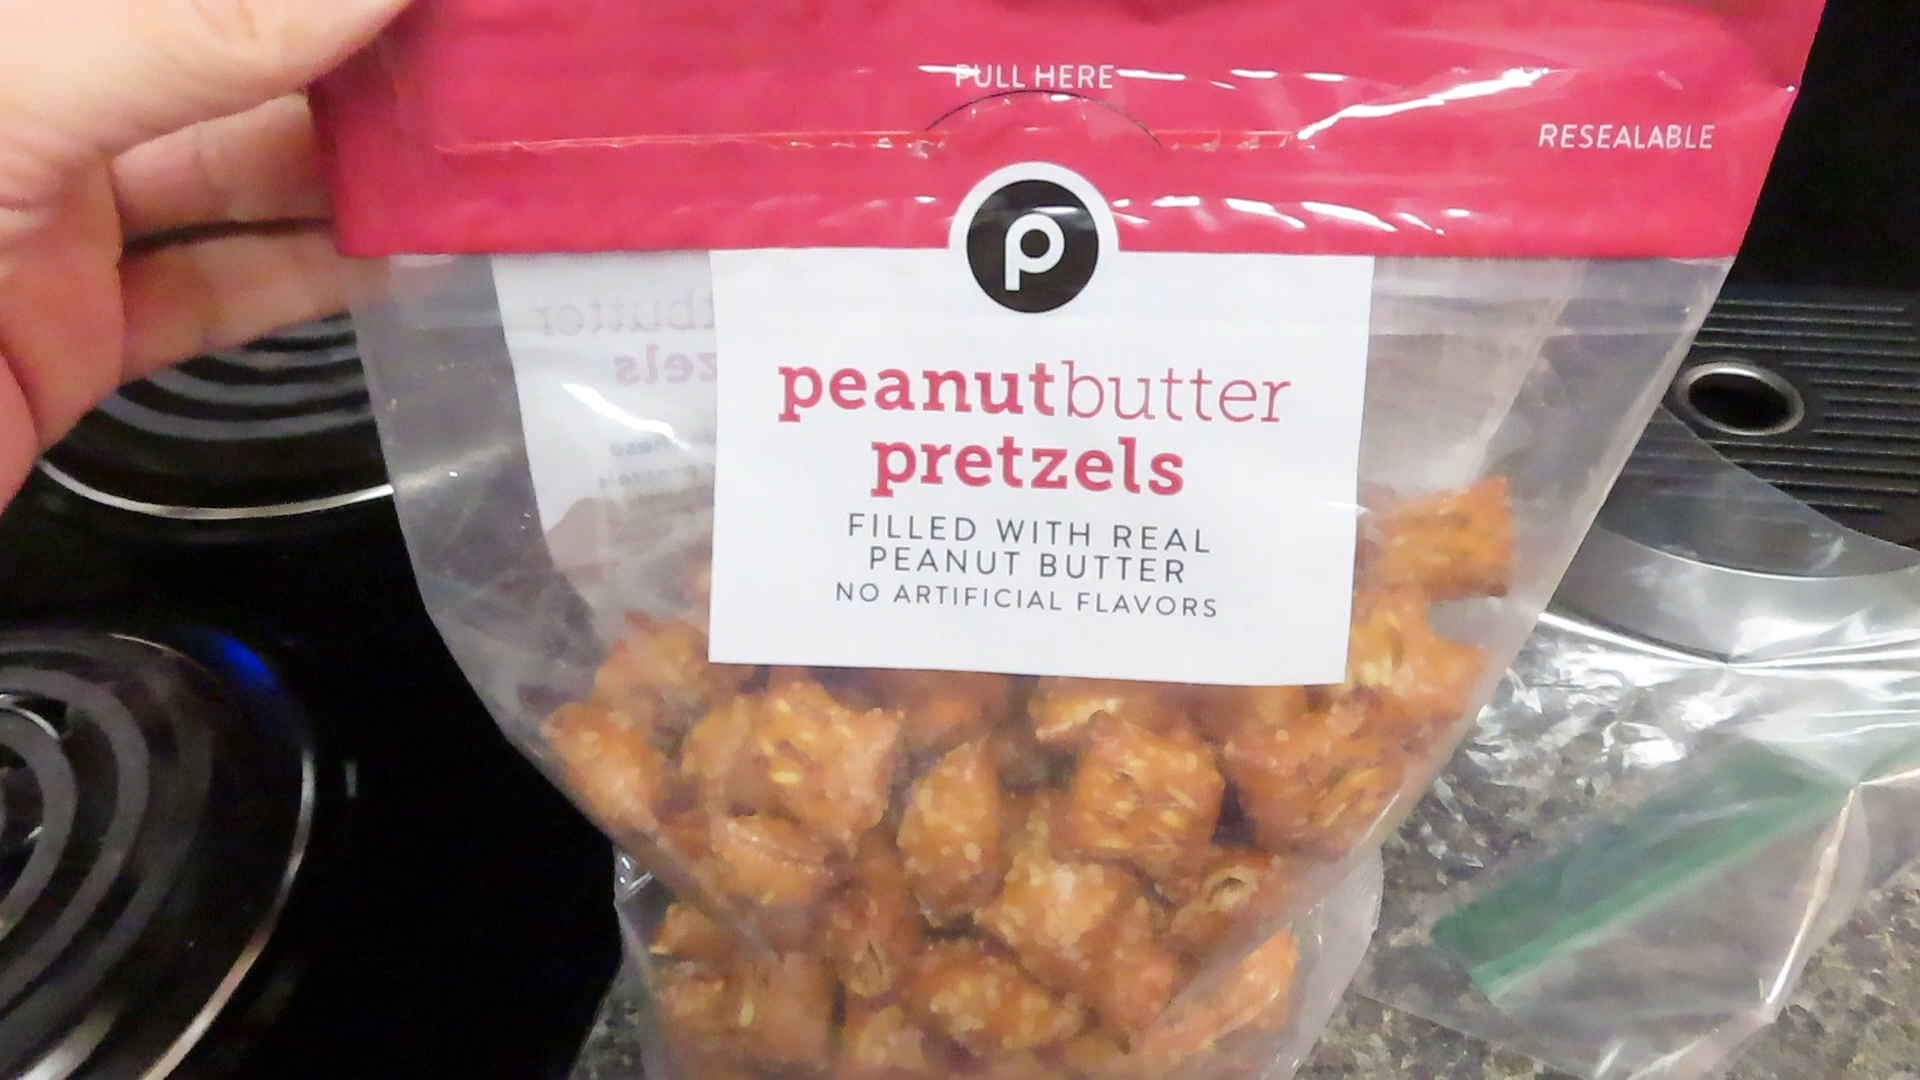 PULL HERE
RESEALABLE
p
peanutbutter
pretzels
FILLED WITH REAL
PEANUT BUTTER
NO ARTIFICIAL FLAVORS